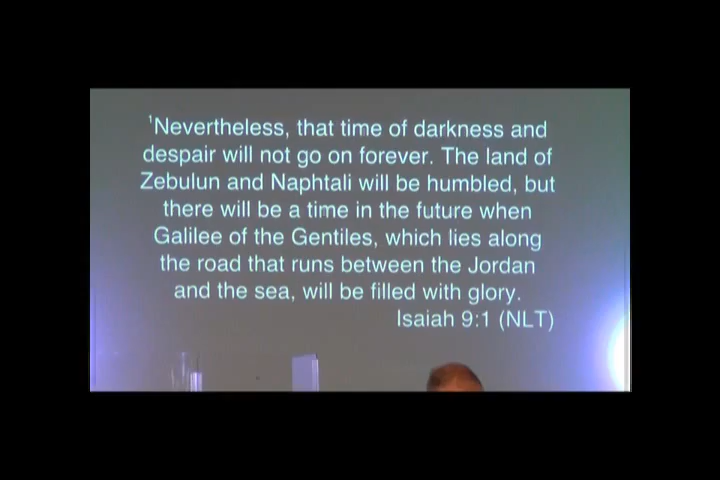 ¹Nevertheless, that time of darkness and
despair will not go on forever. The land of
Zebulun and Naphtali will be humbled, but
there will be a time in the future when
Galilee of the Gentiles, which lies along
the road that runs between the Jordan
and the sea, will be filled with glory.
Isaiah 9:1 (NLT)